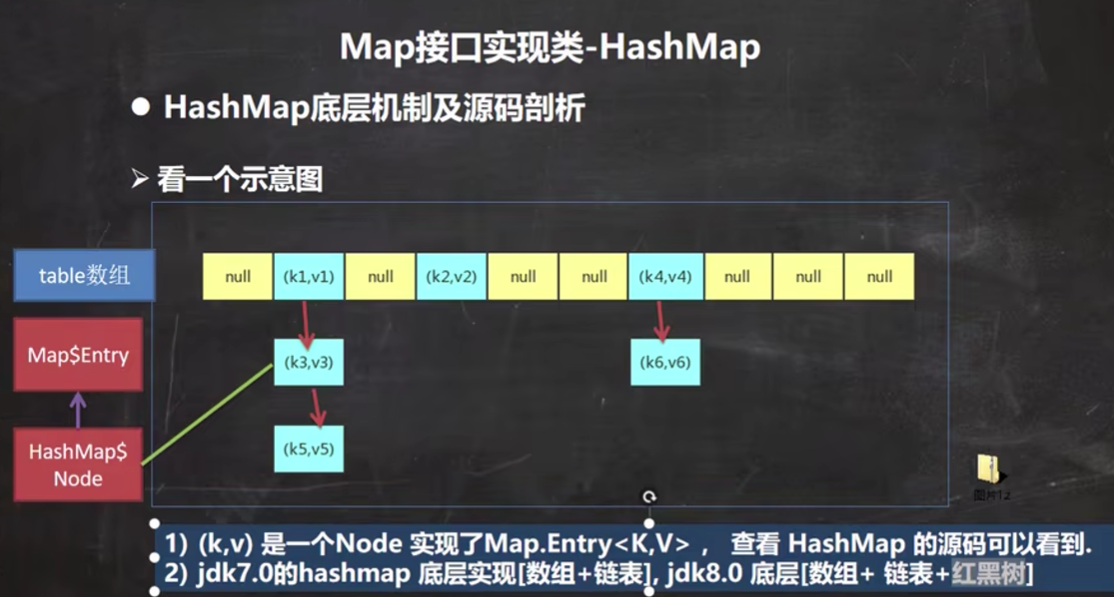 Map接口实现类-HashMap
● HashMap底层机制及源码剖析
➢ 看一个示意图
table数组
null (k1,v1) null (k2,v2) null null (k4,v4) null null null
Map$Entry
(k3,v3) (k6,v6)
HashMap$
Node
(k5,v5)
图片12
1) (k,v) 是一个Node 实现了Map.Entry<K,V> ， 查看 HashMap 的源码可以看到.
2) jdk7.0的hashmap 底层实现[数组+链表], jdk8.0 底层[数组+ 链表+红黑树]